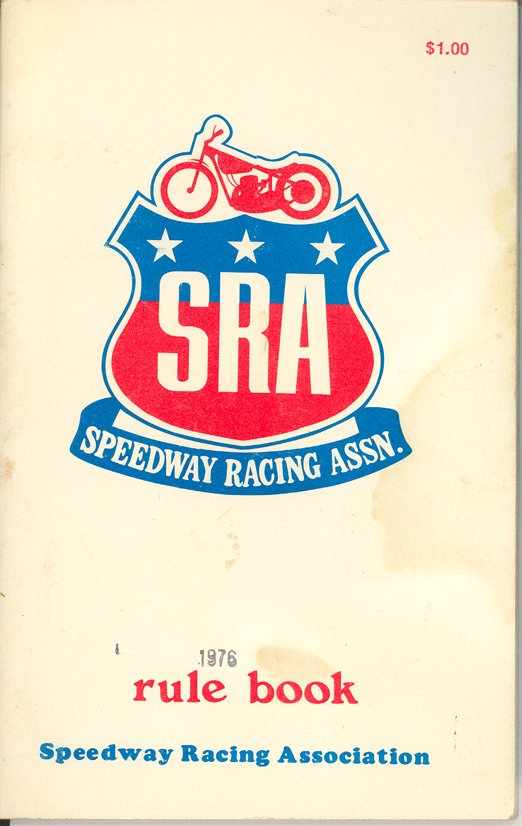 $1.00
SRA
SPEEDWAY RACING ASSN.
1976
rule book
Speedway Racing Association